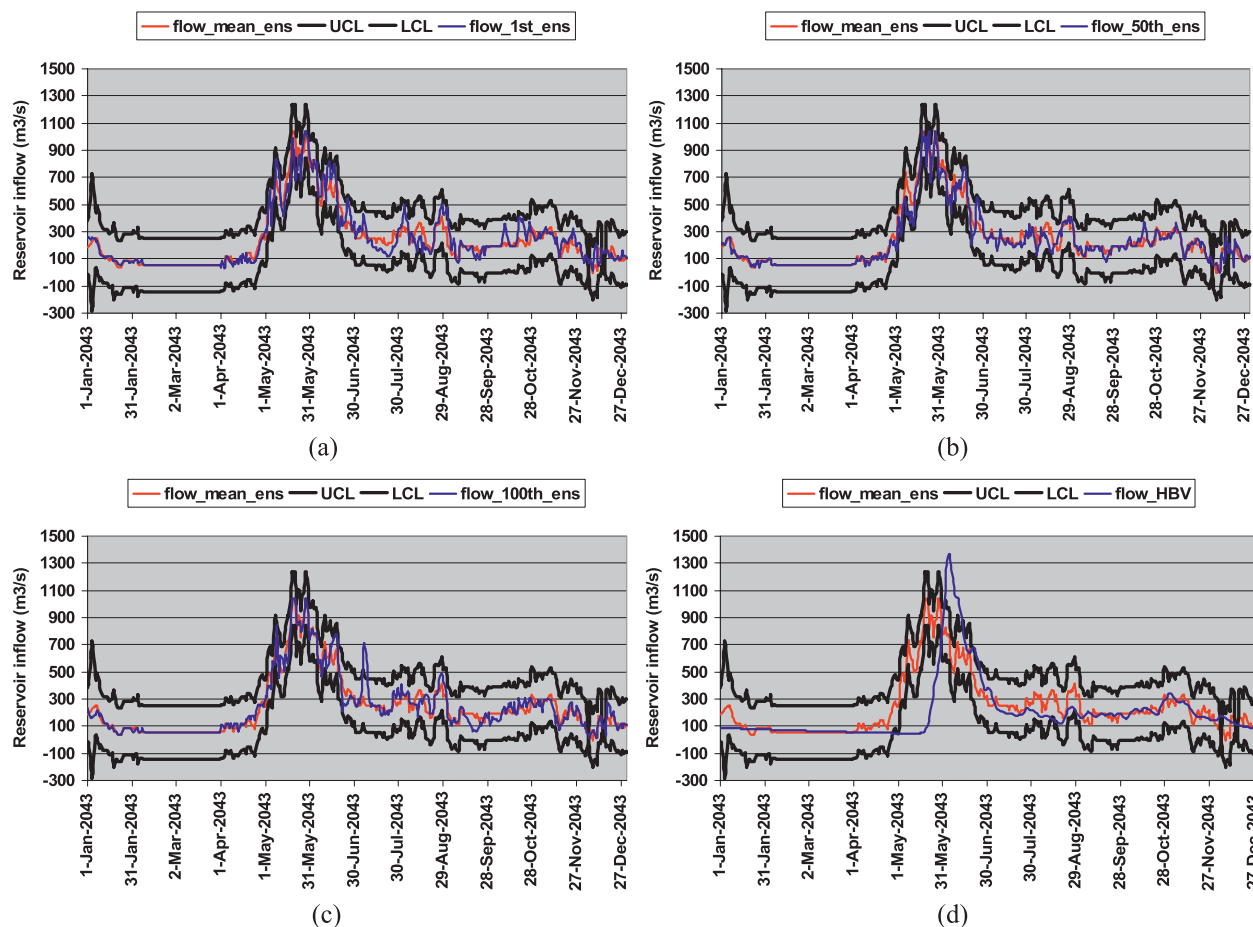 flow_mean_ens UCL LCL flow_1st_ens
Reservoir inflow (m3/s)
1500
1300
1100
900
700
500
300
100
-100
-300
1-Jan-2043
31-Jan-2043
2-Mar-2043
1-Apr-2043
1-May-2043
31-May-2043
30-Jun-2043
30-Jul-2043
29-Aug-2043
28-Sep-2043
28-Oct-2043
27-Nov-2043
27-Dec-2043
(a)
flow_mean_ens UCL LCL flow_50th_ens
Reservoir inflow (m3/s)
1500
1300
1100
900
700
500
300
100
-100
-300
1-Jan-2043
31-Jan-2043
2-Mar-2043
1-Apr-2043
1-May-2043
31-May-2043
30-Jun-2043
30-Jul-2043
29-Aug-2043
28-Sep-2043
28-Oct-2043
27-Nov-2043
27-Dec-2043
(b)
flow_mean_ens UCL LCL flow_100th_ens
Reservoir inflow (m3/s)
1500
1300
1100
900
700
500
300
100
-100
-300
1-Jan-2043
31-Jan-2043
2-Mar-2043
1-Apr-2043
1-May-2043
31-May-2043
30-Jun-2043
30-Jul-2043
29-Aug-2043
28-Sep-2043
28-Oct-2043
27-Nov-2043
27-Dec-2043
(c)
flow_mean_ens UCL LCL flow_HBV
Reservoir inflow (m3/s)
1500
1300
1100
900
700
500
300
100
-100
-300
1-Jan-2043
31-Jan-2043
2-Mar-2043
1-Apr-2043
1-May-2043
31-May-2043
30-Jun-2043
30-Jul-2043
29-Aug-2043
28-Sep-2043
28-Oct-2043
27-Nov-2043
27-Dec-2043
(d)